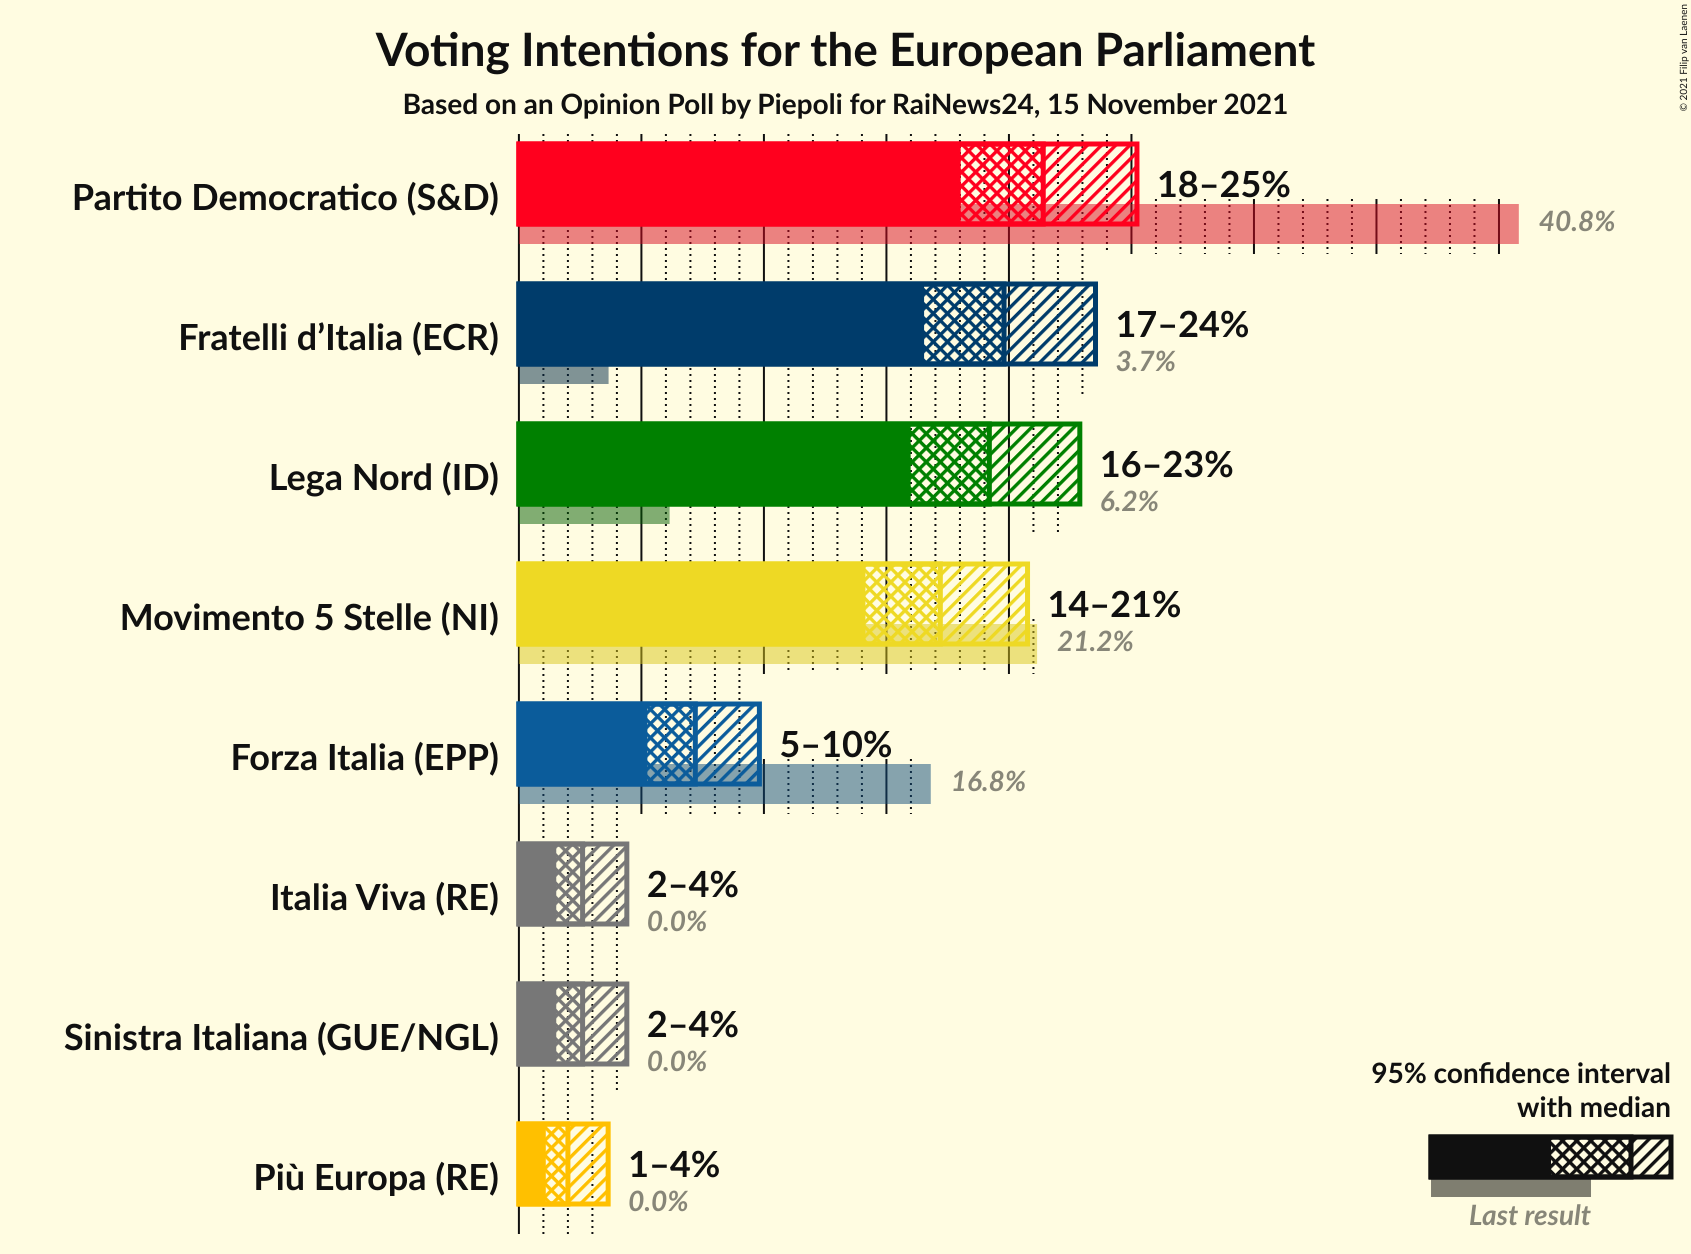 Voting Intentions for the European Parliament
Based on an Opinion Poll by Piepoli for RaiNews24, 15 November 2021
© 2021 Filip van Laenen
Partito Democratico (S&D)
18–25%
40.8%
Fratelli d’Italia (ECR)
17–24%
3.7%
Lega Nord (ID)
16–23%
6.2%
Movimento 5 Stelle (NI)
14–21%
21.2%
Forza Italia (EPP)
5–10%
16.8%
Italia Viva (RE)
2–4%
0.0%
Sinistra Italiana (GUE/NGL)
2–4%
0.0%
Più Europa (RE)
1–4%
0.0%
95% confidence interval
with median
Last result